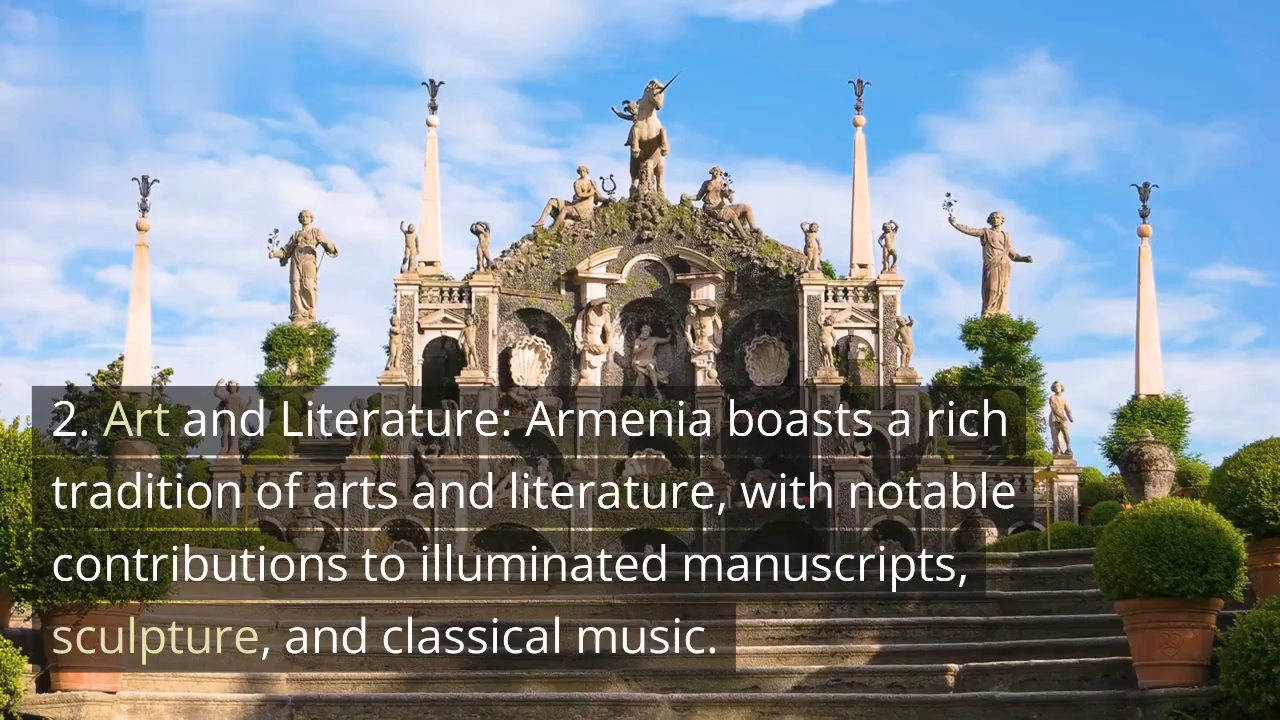 2. Art and Literature: Armenia boasts a rich
tradition of arts and literature, with notable
contributions to illuminated manuscripts,
sculpture, and classical music.